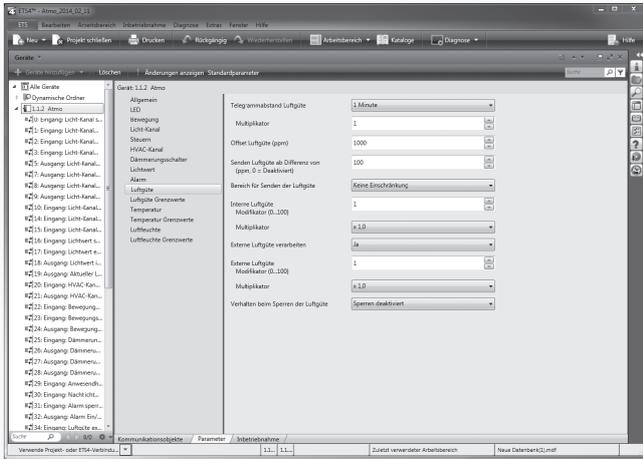 ETS4™ - Atmo_2014_02_11
ETS Bearbeiten Arbeitsbereich Inbetriebnahme Diagnose Extras Fenster Hilfe
Neu Projekt schließen Drucken Rückgängig Wiederherstellen Arbeitsbereich Kataloge Diagnose Hilfe
Geräte
Geräte hinzufügen Löschen Änderungen anzeigen Standardparameter Suche
Alle Geräte
Dynamische Ordner
1.1.2 Atmo
0: Eingang: Licht-Kanal s...
1: Eingang: Licht-Kanal...
2: Eingang: Licht-Kanal...
3: Eingang: Licht-Kanal...
5: Ausgang: Licht-Kanal...
7: Ausgang: Licht-Kanal...
8: Ausgang: Licht-Kanal...
9: Ausgang: Licht-Kanal...
10: Eingang: Licht-Kanal...
14: Eingang: Licht-Kanal...
15: Eingang: Licht-Kanal...
16: Eingang: Lichtwert s...
17: Eingang: Lichtwert e...
18: Ausgang: Lichtwert i...
19: Ausgang: Aktueller L...
20: Eingang: HVAC-Kan...
21: Ausgang: HVAC-Kan...
22: Eingang: Bewegung...
23: Eingang: Bewegungs...
24: Ausgang: Bewegung...
25: Eingang: Dämmerun...
26: Ausgang: Dämmeru...
27: Ausgang: Dämmeru...
28: Ausgang: Dämmeru...
29: Eingang: Anwesendh...
30: Eingang: Nachtlicht...
31: Eingang: Alarm sperr...
32: Ausgang: Alarm Ein/...
34: Eingang: Luftgüte ex...
Suche 0/0
Gerät: 1.1.2 Atmo
Allgemein
LED
Bewegung
Licht-Kanal
Steuern
HVAC-Kanal
Dämmerungsschalter
Lichtwert
Alarm
Luftgüte
Luftgüte Grenzwerte
Temperatur
Temperatur Grenzwerte
Luftfeuchte
Luftfeuchte Grenzwerte
Telegrammabstand Luftgüte 1 Minute
Multiplikator 1
Offset Luftgüte (ppm) 1000
Senden Luftgüte als Differenz von 100
(ppm, 0 = Deaktiviert)
Bereich für Senden der Luftgüte Keine Einschränkung
Interne Luftgüte 1
Modifikator (0...100)
Multiplikator x 1,0
Externe Luftgüte verarbeiten Ja
Externe Luftgüte 1
Modifikator (0...100)
Multiplikator x 1,0
Verhalten beim Sperren der Luftgüte Sperren deaktiviert
Kommunikationsobjekte Parameter Inbetriebnahme
Verwende Projekt- oder ETS4-Verbindu... 1.1... 1.1... Zuletzt verwendeter Arbeitsbereich Neue Datenbank(1).mdf